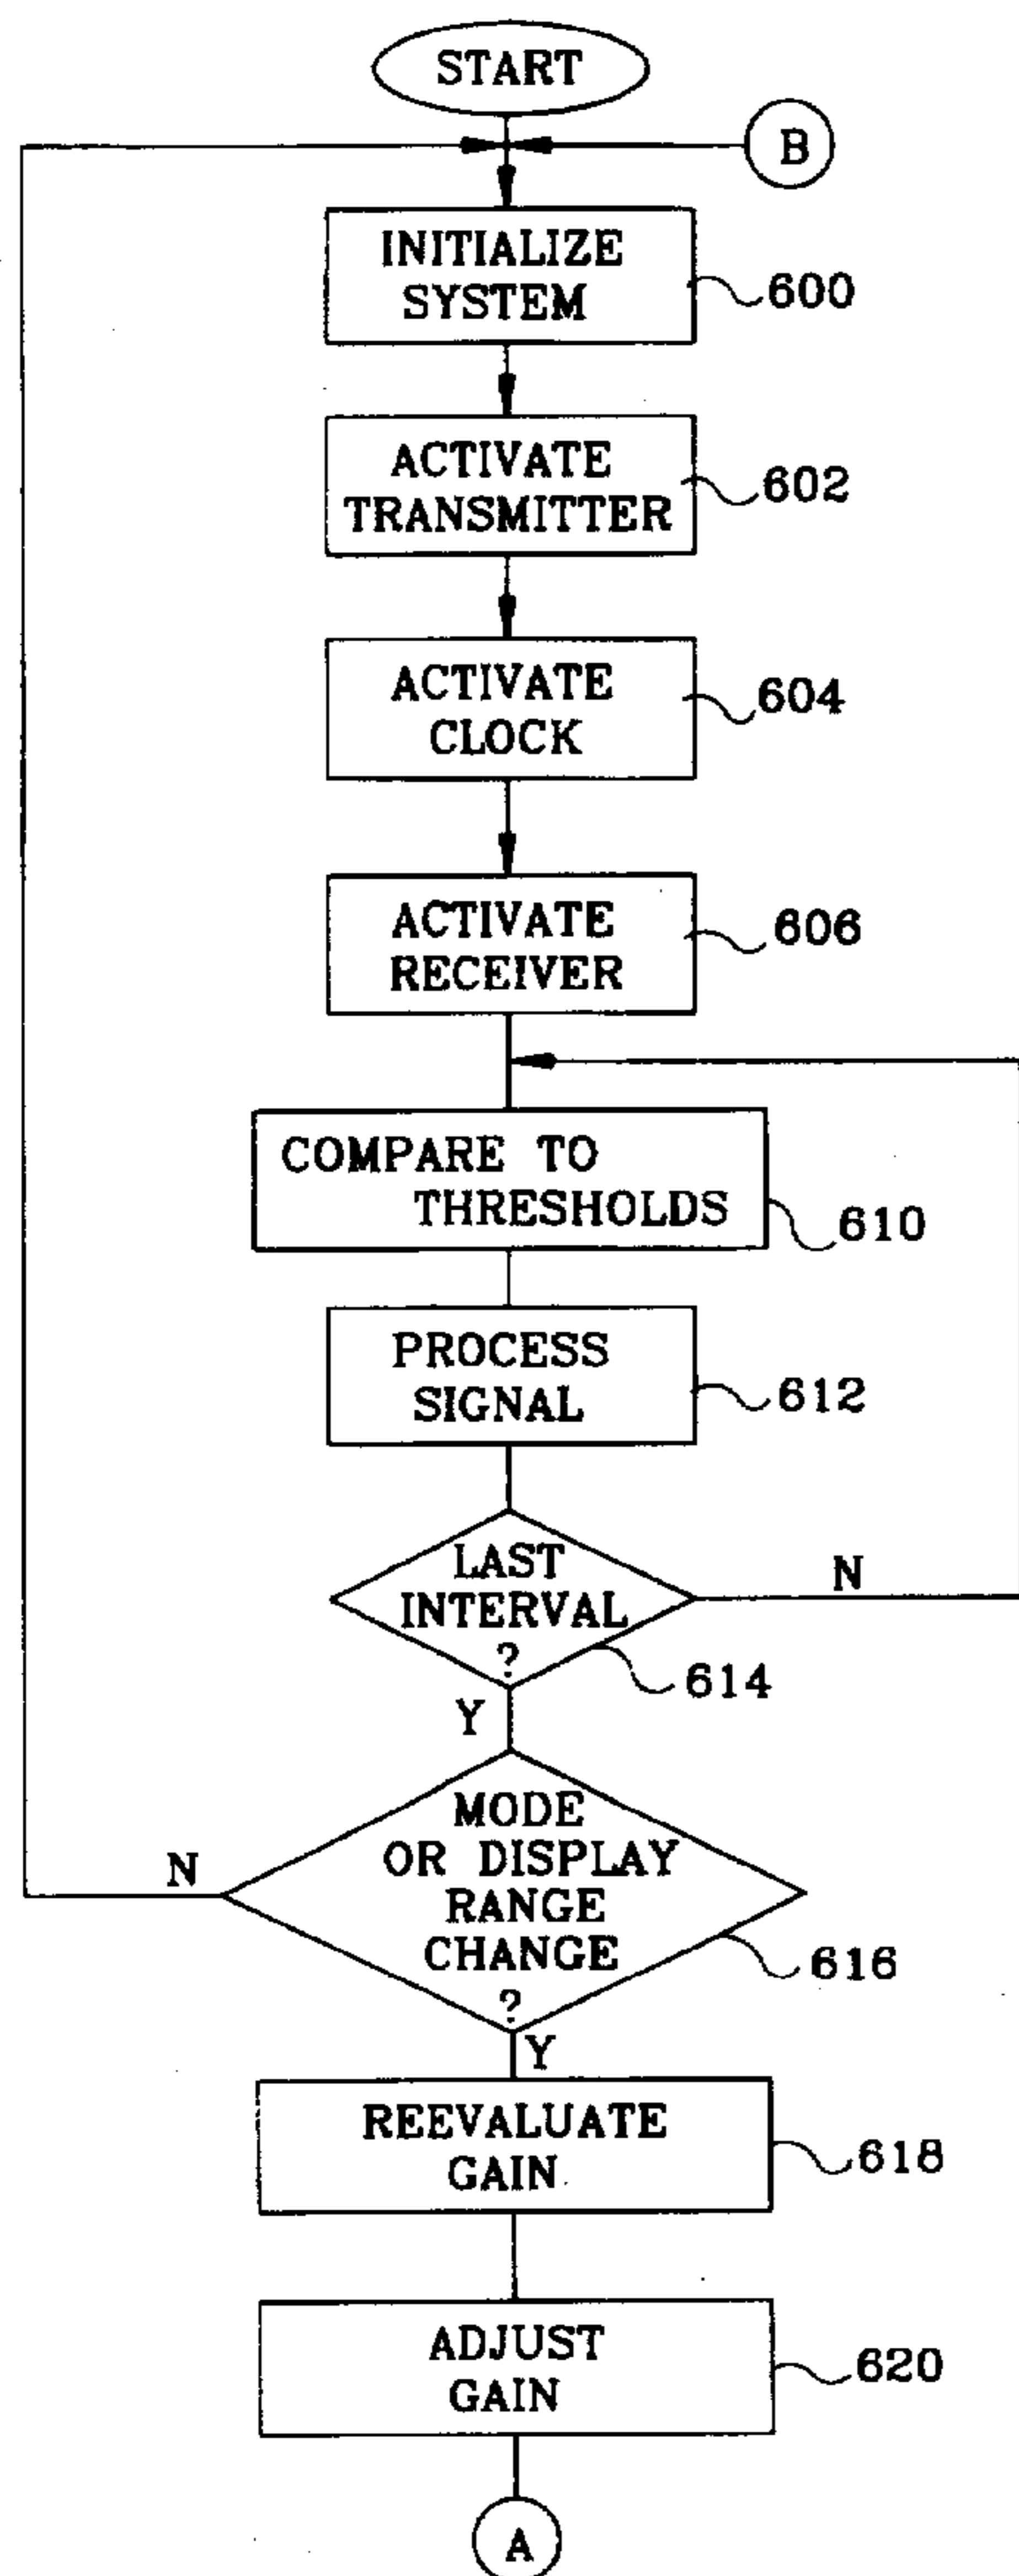 START
B
INITIALIZE
SYSTEM
600
ACTIVATE
TRANSMITTER
602
ACTIVATE
CLOCK
604
ACTIVATE
RECEIVER
606
COMPARE TO
THRESHOLDS
610
PROCESS
SIGNAL
612
LAST
INTERVAL
?
N
614
Y
MODE
OR DISPLAY
RANGE
CHANGE
?
N
616
Y
REEVALUATE
GAIN
618
ADJUST
GAIN
620
A